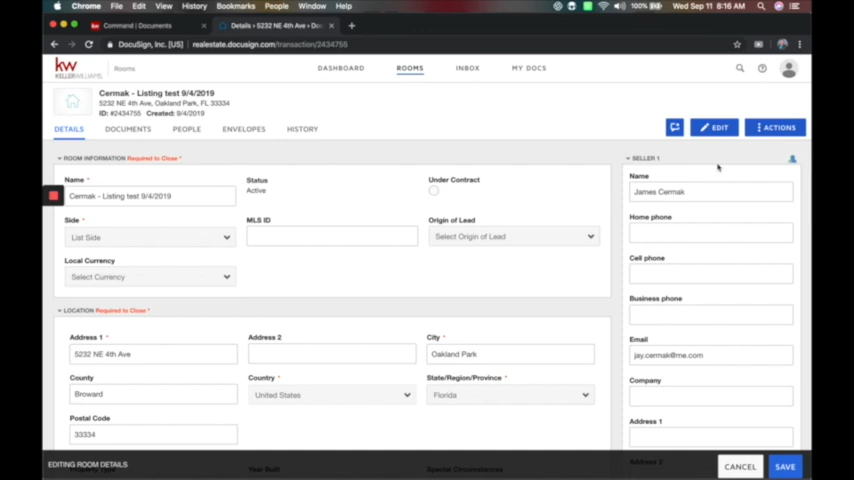 Chrome File Edit View History Bookmarks People Window Help 100% Wed Sep 11 8:16 AM
Command | Documents × Details › 5232 NE 4th Ave › Do × +
DocuSign, Inc. [US] realestate.docusign.com/transaction/2434755
kw
KELLERWILLIAMS.
Rooms DASHBOARD ROOMS INBOX MY DOCS
Cermak - Listing test 9/4/2019
5232 NE 4th Ave, Oakland Park, FL 33334
ID: #2434755 Created: 9/4/2019
DETAILS DOCUMENTS PEOPLE ENVELOPES HISTORY EDIT ACTIONS
ROOM INFORMATION Required to Close *
Name *
Cermak - Listing test 9/4/2019
Status
Active
Under Contract
Side *
List Side
MLS ID
Origin of Lead
Select Origin of Lead
Local Currency
Select Currency
LOCATION Required to Close *
Address 1 *
5232 NE 4th Ave
Address 2
City *
Oakland Park
County
Broward
Country *
United States
State/Region/Province *
Florida
Postal Code
33334
Property Type Year Built Special Circumstances
SELLER 1
Name
James Cermak
Home phone
Cell phone
Business phone
Email
jay.cermak@me.com
Company
Address 1
Address 2
EDITING ROOM DETAILS CANCEL SAVE